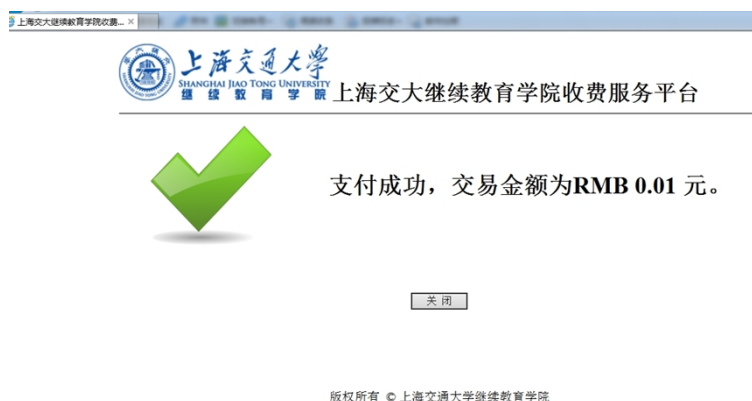 上海交大继续教育学院收费... ×
上海交通大学
SHANGHAI JIAO TONG UNIVERSITY
继续教育学院
上海交大继续教育学院收费服务平台
支付成功，交易金额为RMB 0.01 元。
关 闭
版权所有 © 上海交通大学继续教育学院